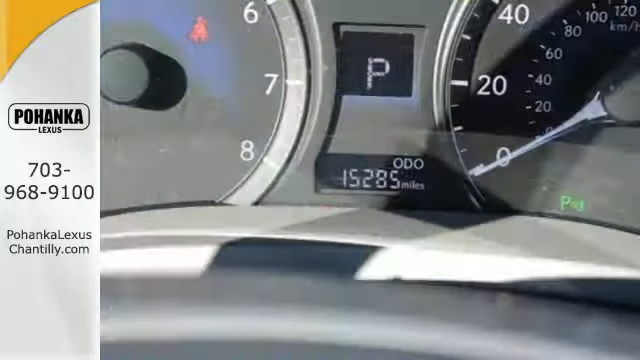 POHANKA
LEXUS
703-
968-9100
PohankaLexus
Chantilly.com
6
7
8
P
ODO
15285 miles
40
20
0
120
100
80
60
40
20
0
km/h